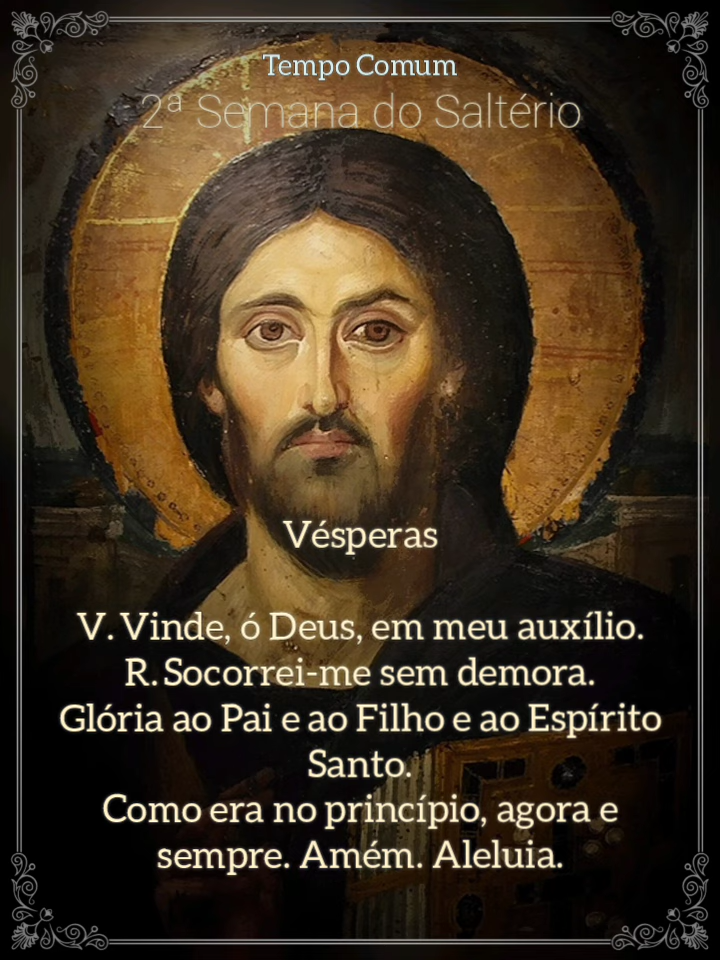 Tempo Comum
2ª Semana do Saltério
Vésperas
V. Vinde, ó Deus, em meu auxílio.
R. Socorrei-me sem demora.
Glória ao Pai e ao Filho e ao Espírito
Santo.
Como era no princípio, agora e
sempre. Amém. Aleluia.